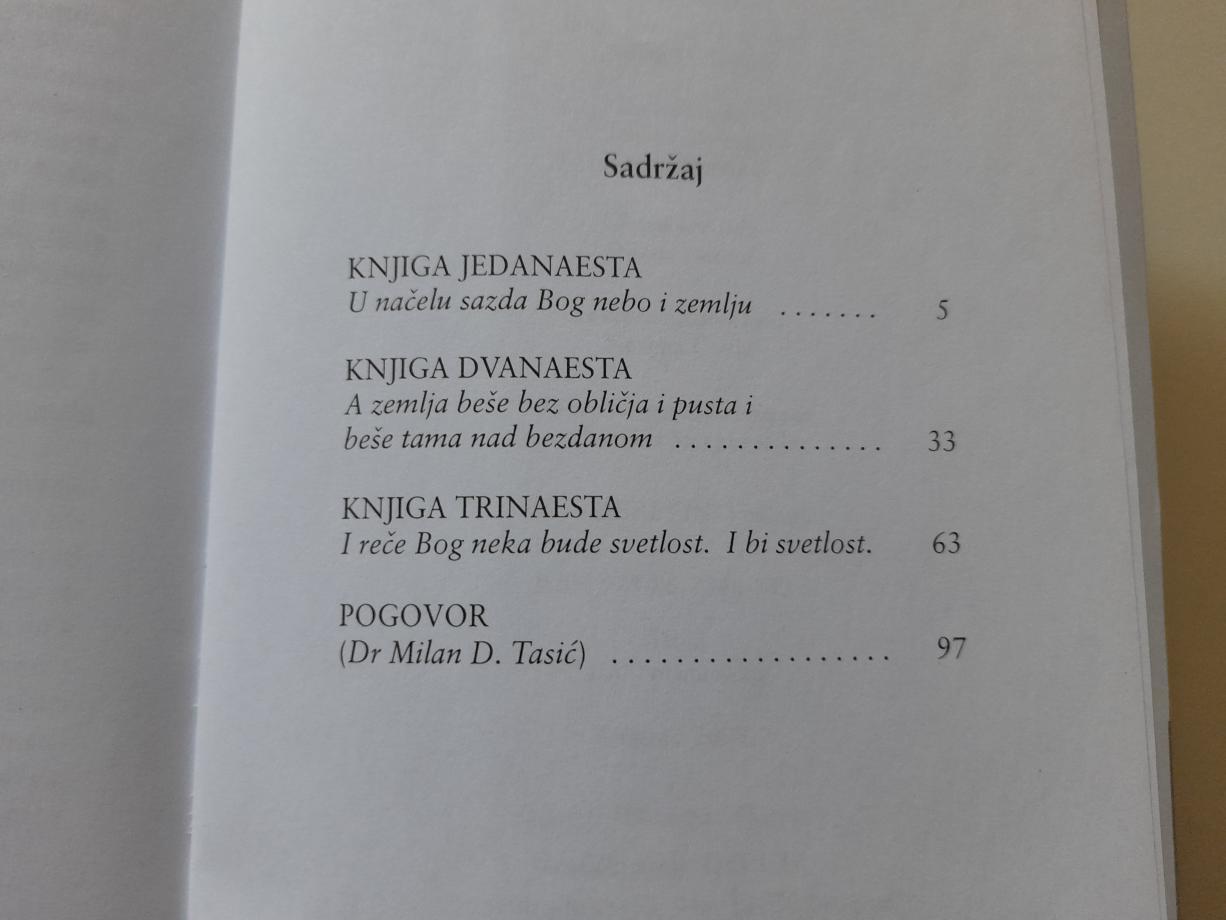 Sadržaj
KNJIGA JEDANAESTA
U načelu sazda Bog nebo i zemlju ....... 5
KNJIGA DVANAESTA
A zemlja beše bez obličja i pusta i
beše tama nad bezdanom .............. 33
KNJIGA TRINAESTA
I reče Bog neka bude svetlost. I bi svetlost. 63
POGOVOR
(Dr Milan D. Tasić) .................. 97